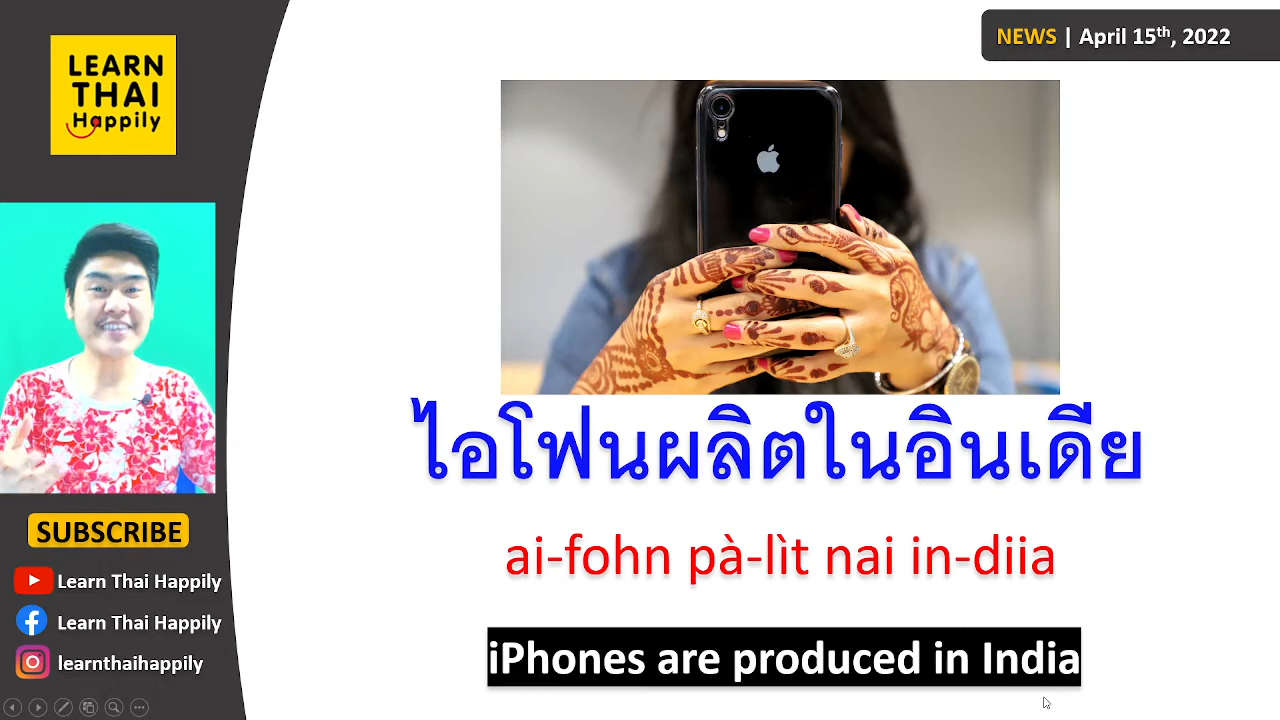 NEWS | April 15th, 2022
LEARN
THAI
Happily
ไอโฟนผลิตในอินเดีย
ai-fohn pà-lìt nai in-diia
iPhones are produced in India
SUBSCRIBE
Learn Thai Happily
Learn Thai Happily
learnthaihappily